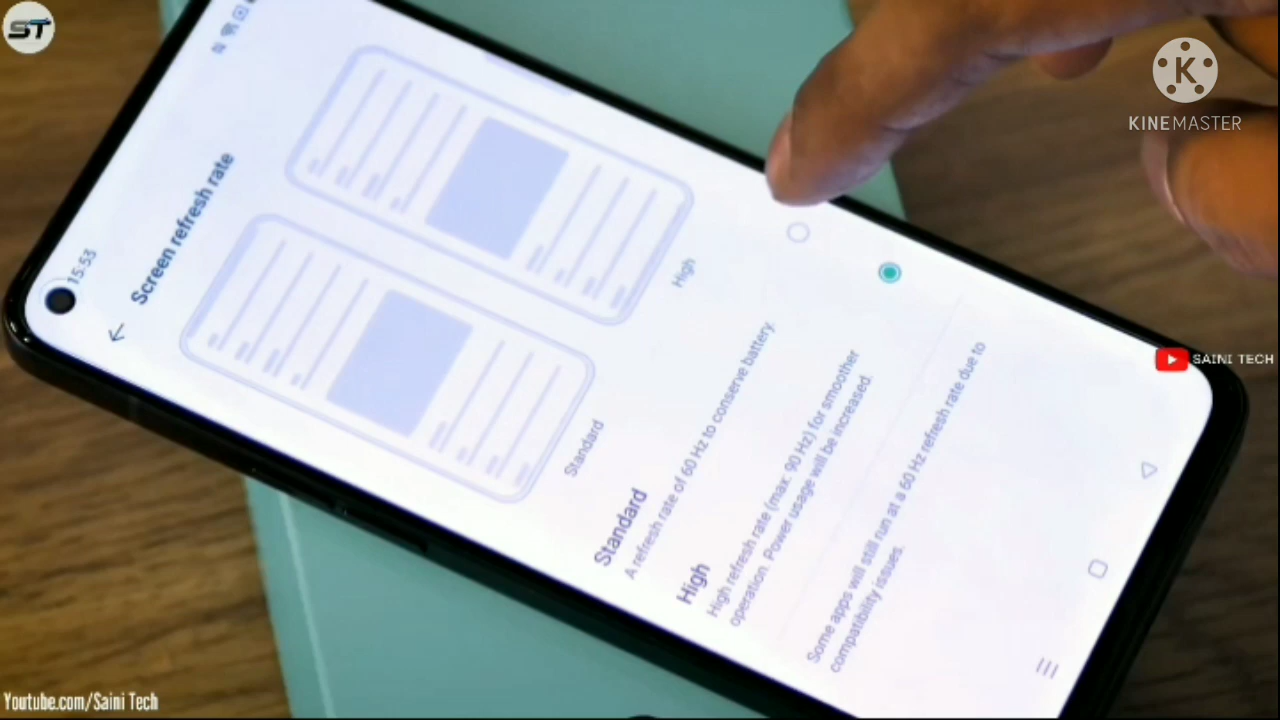 ST
KINEMASTER
15:53
Screen refresh rate
High
Standard
Standard
A refresh rate of 60 Hz to conserve battery.
High
High refresh rate (max: 90 Hz) for smoother
operation. Power usage will be increased.
Some apps will still run at a 60 Hz refresh rate due to
compatibility issues.
SAINI TECH
Youtube.com/Saini Tech